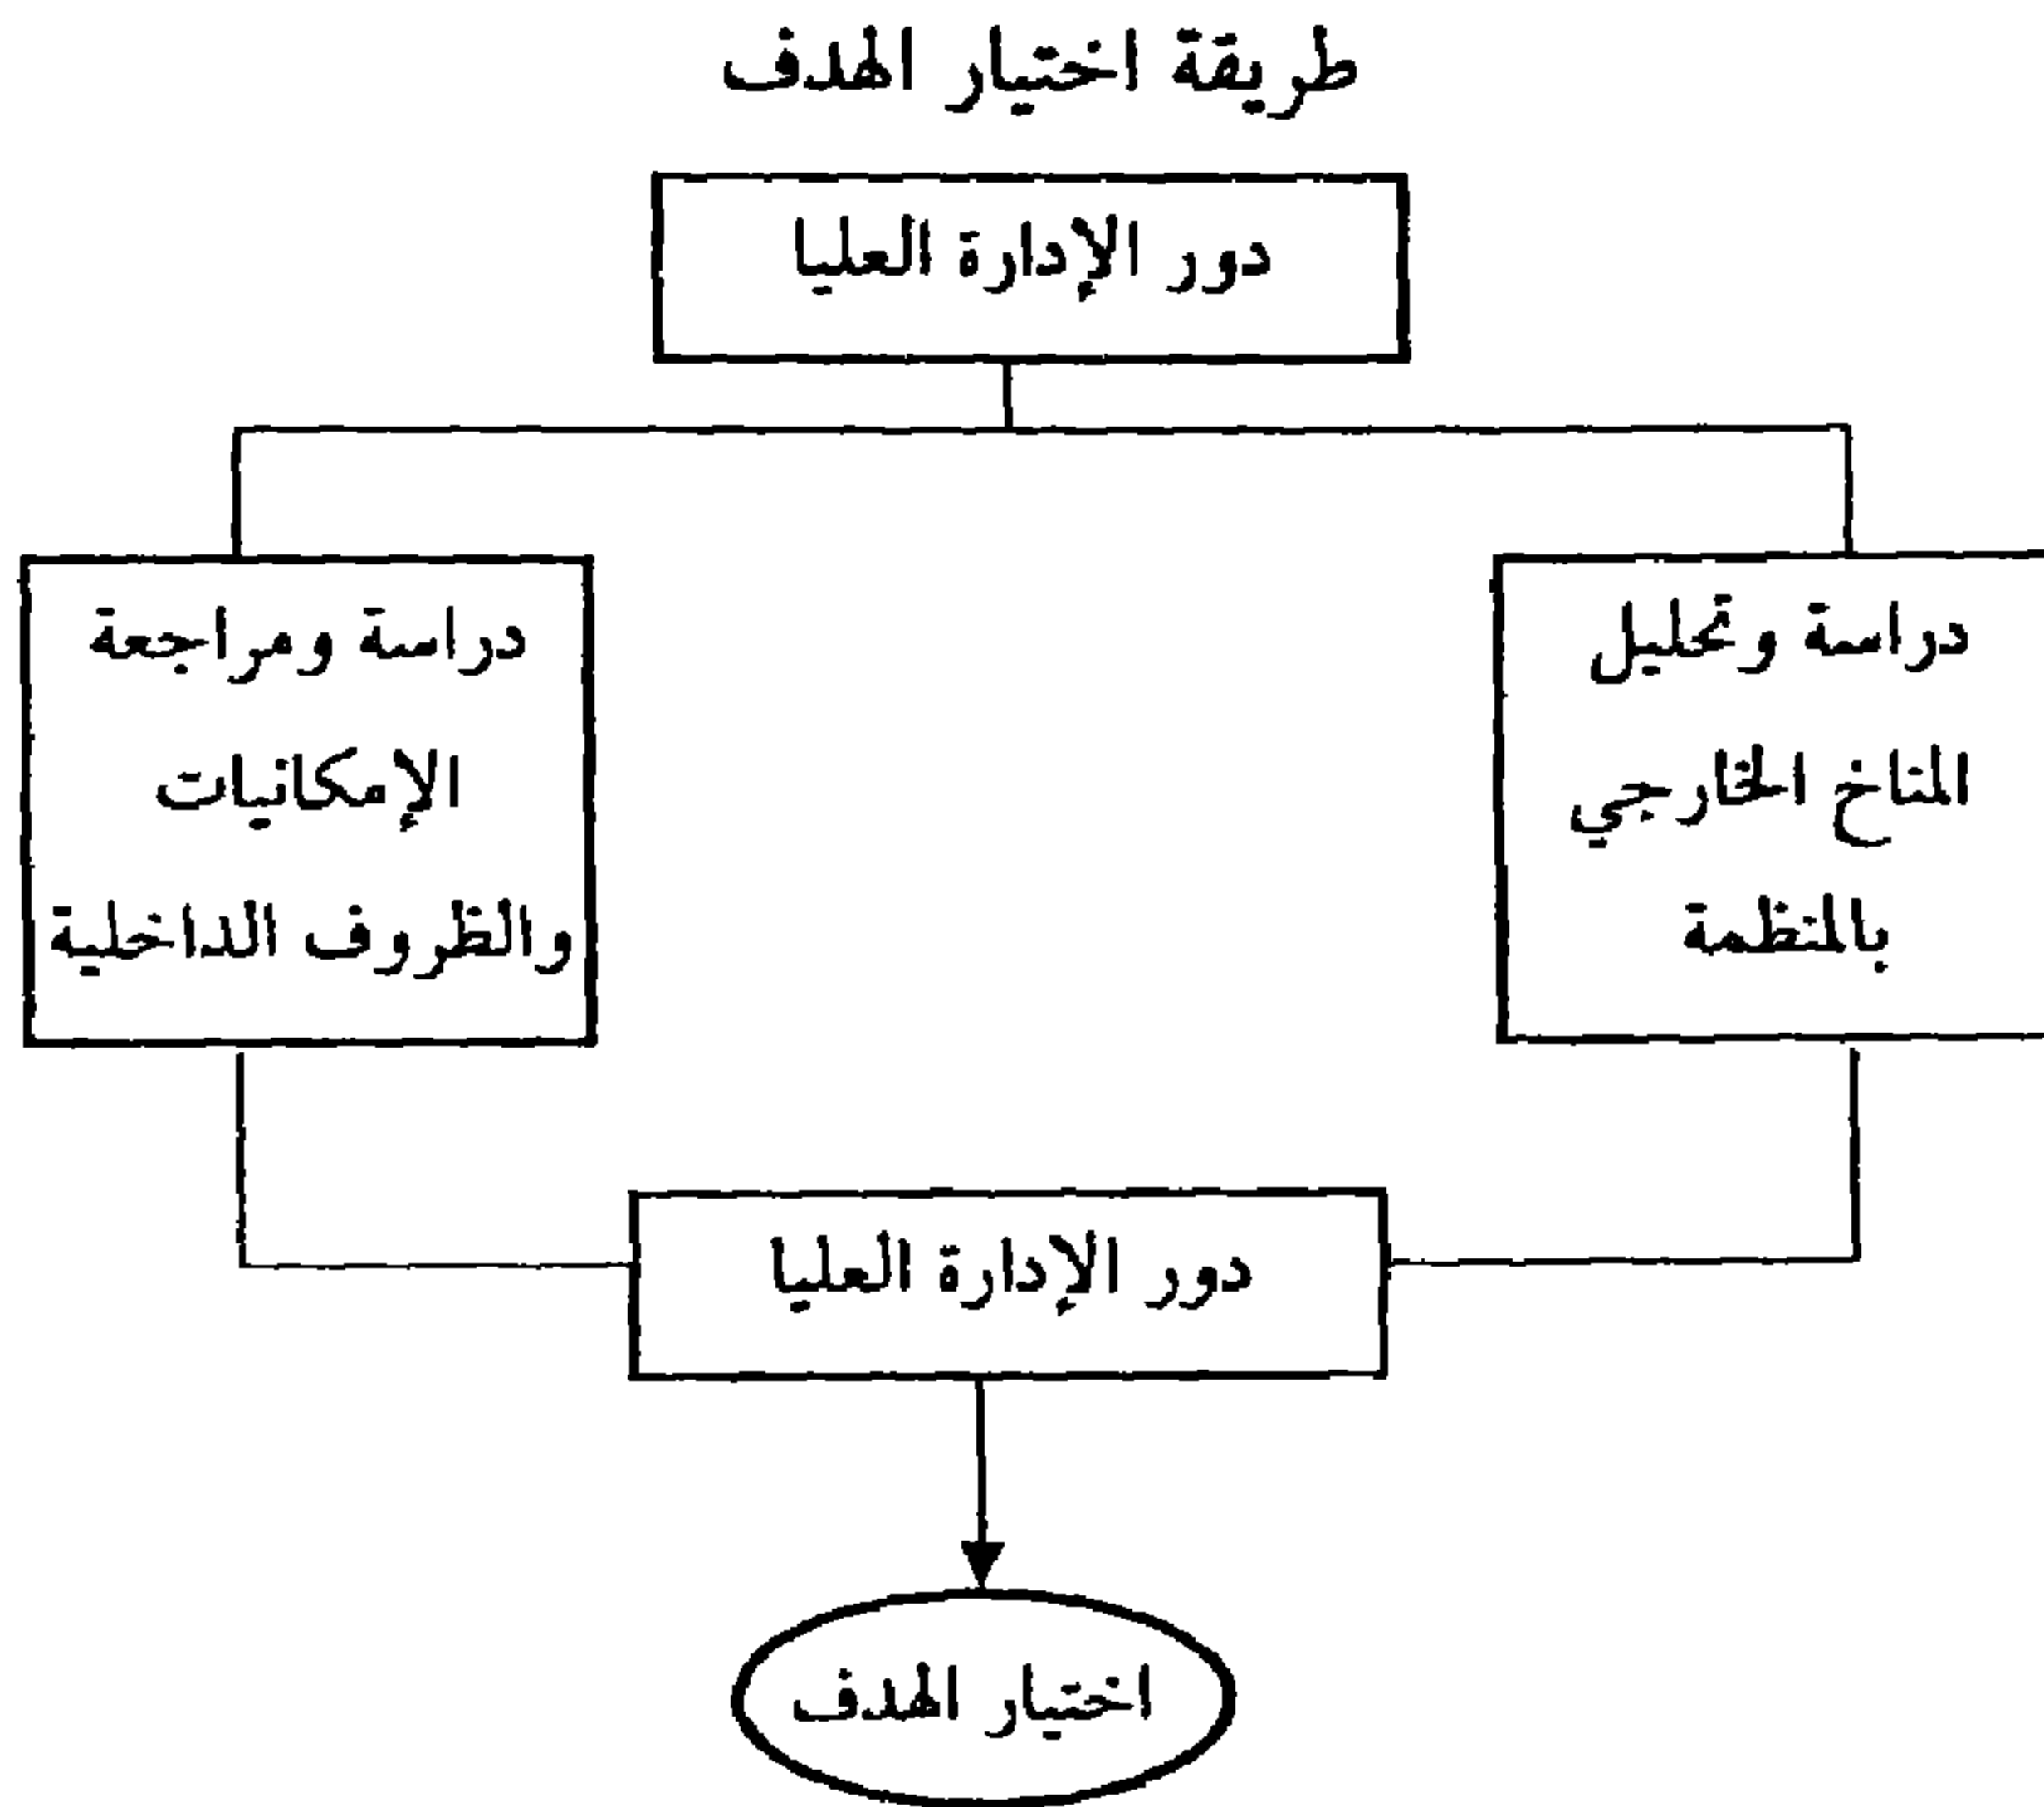 طريقة اختيار الهدف
دور الإدارة العليا
دراسة وتحليل
المناخ الخارجي
بالمنظمة
دراسة ومراجعة
الإمكانيات
والظروف الداخلية
دور الإدارة العليا
اختيار الهدف